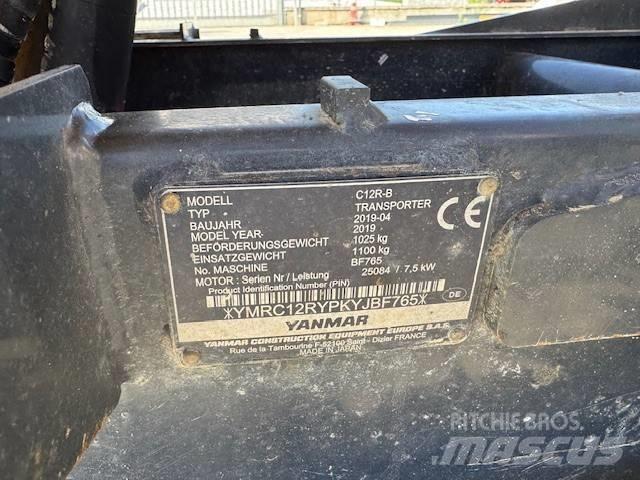 MODELL C12R-B
TYP TRANSPORTER
BAUJAHR 2019-04
MODEL YEAR 2019
BEFÖRDERUNGSGEWICHT 1025 kg
EINSATZGEWICHT 1100 kg
No. MASCHINE BF765
MOTOR : Serien Nr / Leistung 25084 / 7,5 kW
Product Identification Number (PIN)
*YMRC12RYPKYJBF765*
CE
DE
YANMAR
YANMAR CONSTRUCTION EQUIPMENT EUROPE S.A.S.
Rue de la Tambourine F-52100 Saint - Dizier FRANCE
MADE IN JAPAN
RITCHIE BROS.
MASCUS